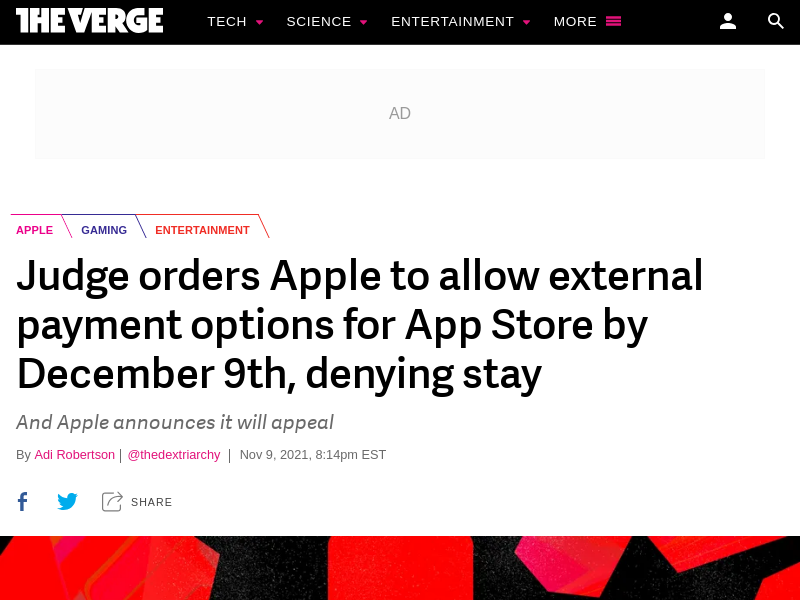 THE VERGE
TECH SCIENCE ENTERTAINMENT MORE
AD
APPLE GAMING ENTERTAINMENT
Judge orders Apple to allow external
payment options for App Store by
December 9th, denying stay
And Apple announces it will appeal
By Adi Robertson | @thedextriarchy | Nov 9, 2021, 8:14pm EST
SHARE